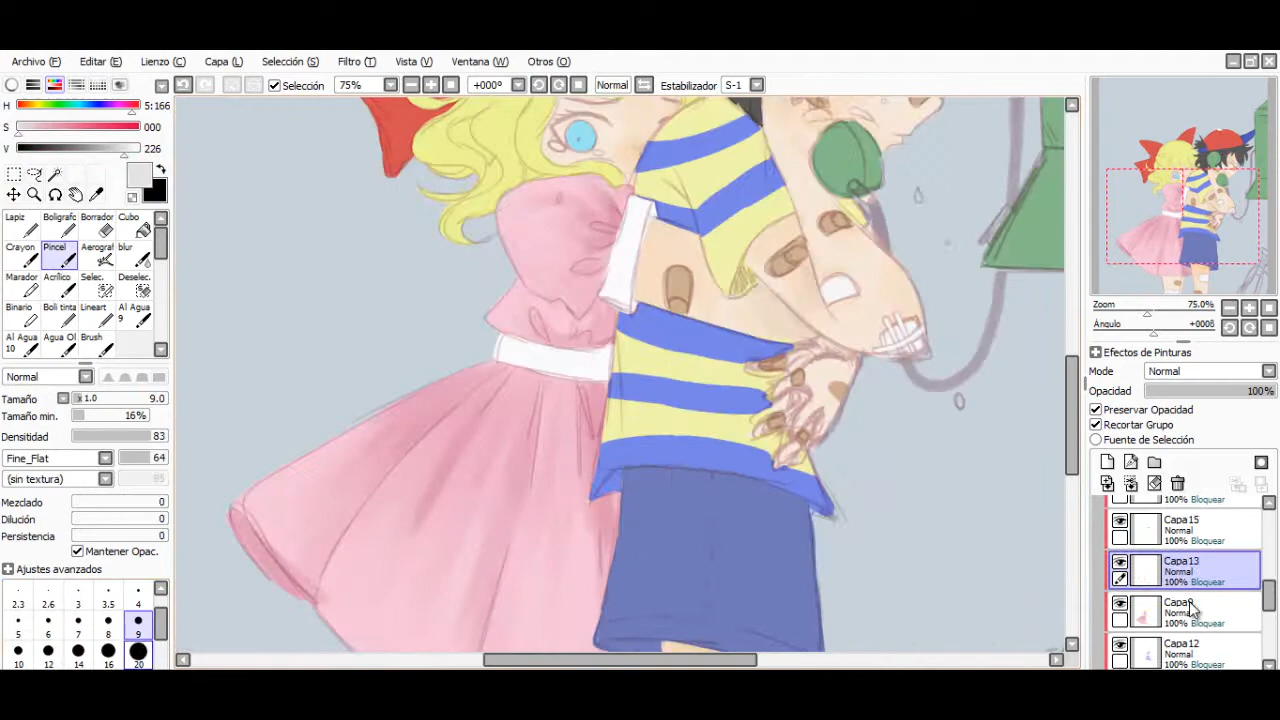 Archivo (F) Editar (E) Lienzo (C) Capa (L) Selección (S) Filtro (T) Vista (V) Ventana (W) Otros (O)
Selección 75% +000º Normal Estabilizador S-1
H 5:166
S 000
V 226
Lapiz Boligrafo Borrador Cubo
Crayon Pincel Aerograf blur
Marador Acrílico Selec. Deselec.
Binario Boli tinta Lineart Al Agua 9
Al Agua 10 Agua Ol Brush
Normal
Tamaño x 1.0 9.0
Tamaño min. 16%
Densitidad 83
Fine_Flat 64
(sin textura) 95
Mezclado 0
Dilución 0
Persistencia 0
Mantener Opac.
Ajustes avanzados
2.3 2.6 3 3.5 4
5 6 7 8 9
10 12 14 16 20
Zoom 75.0%
Ángulo
Efectos de Pinturas
Mode Normal
Opacidad 100%
Preservar Opacidad
Recortar Grupo
Fuente de Selección
100% Bloquear
Capa15
Normal
100% Bloquear
Capa13
Normal
100% Bloquear
Normal
100% Bloquear
Capa12
Normal
100% Bloquear